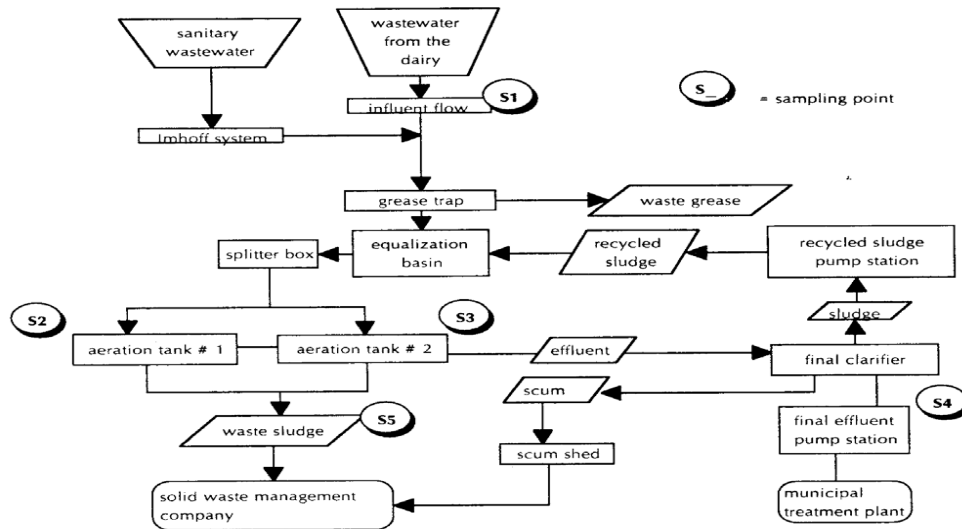 sanitary
wastewater
wastewater
from the
dairy
S1
influent flow
S_
= sampling point
Imhoff system
grease trap
waste grease
equalization
basin
recycled
sludge
recycled sludge
pump station
splitter box
S2
S3
sludge
aeration tank # 1
aeration tank # 2
effluent
final clarifier
scum
S4
S5
waste sludge
final effluent
pump station
scum shed
solid waste management
company
municipal
treatment plant